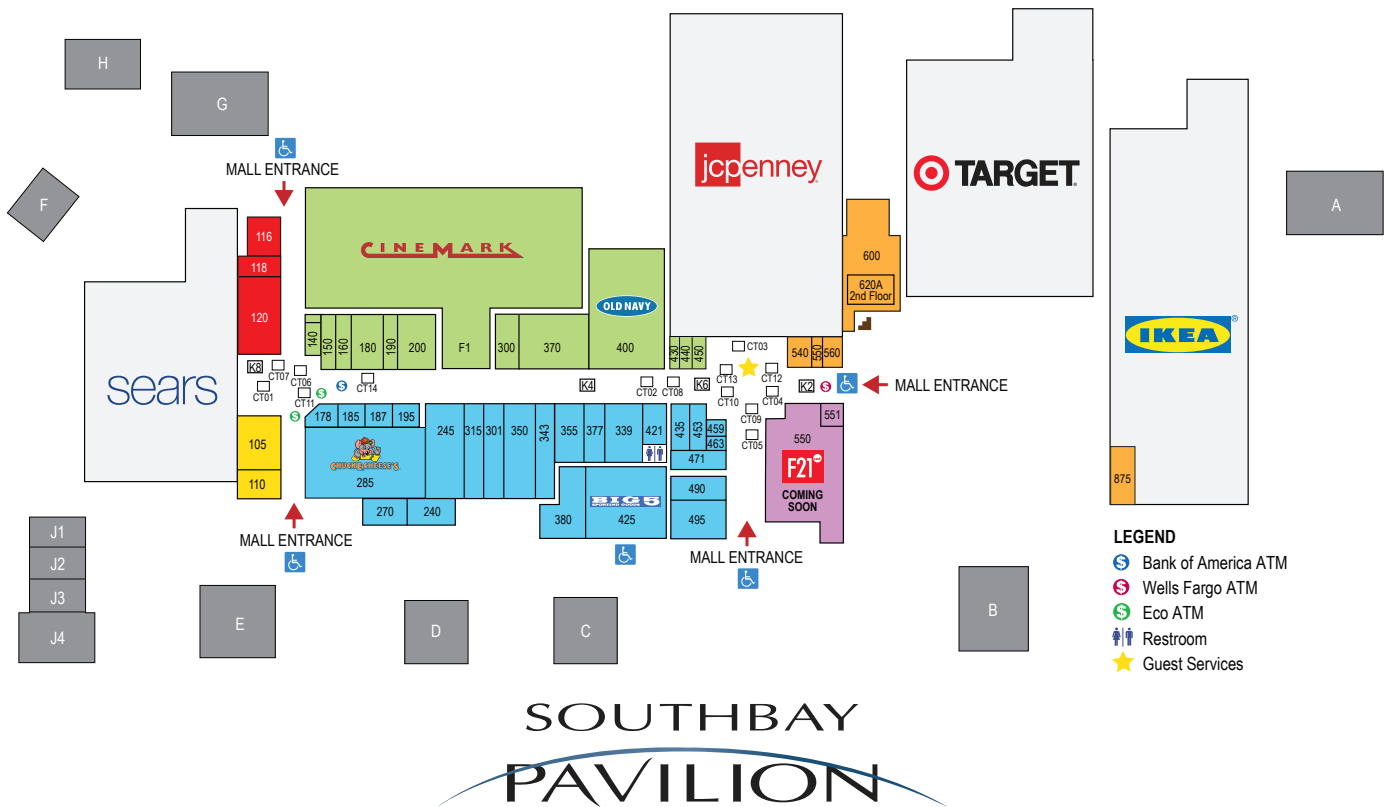 H
G
MALL ENTRANCE
F
A
jcpenney
TARGET
CINEMARK
116
118
120
600
620A
2nd Floor
OLD NAVY
IKEA®
140
150
160
180
190
200
F1
300
370
400
430
440
450
CT03
540
550
560
K8
CT07
CT06
CT01
CT11
CT14
K4
CT02
CT08
K6
CT13
CT12
CT10
CT04
K2
MALL ENTRANCE
CT09
CT05
sears
105
110
178
185
187
195
CHUCK E. CHEESE'S
285
245
315
301
350
343
355
377
339
421
435
453
459
463
471
551
550
F21
COMING
SOON
270
240
380
BIG 5
SPORTING GOODS
425
490
495
875
MALL ENTRANCE
MALL ENTRANCE
J1
J2
J3
J4
E
D
C
B
LEGEND
Bank of America ATM
Wells Fargo ATM
Eco ATM
Restroom
Guest Services
SOUTHBAY
PAVILION